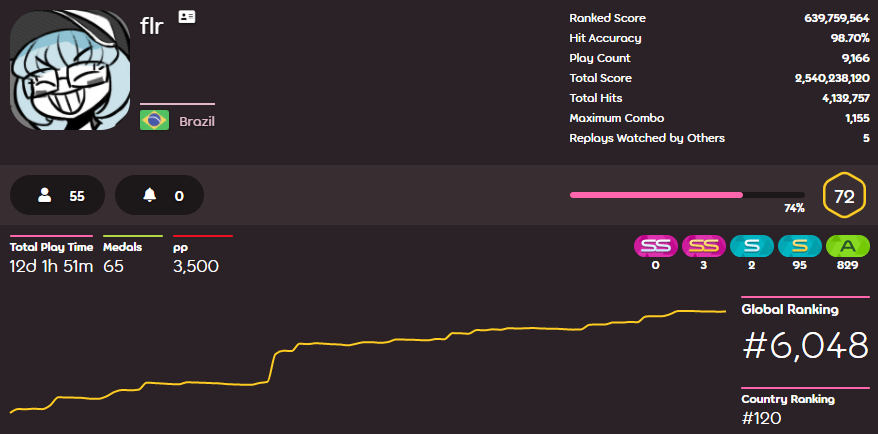 flr
Brazil
Ranked Score 639,759,564
Hit Accuracy 98.70%
Play Count 9,166
Total Score 2,540,238,120
Total Hits 4,132,757
Maximum Combo 1,155
Replays Watched by Others 5
55 0
74%
72
Total Play Time Medals pp
12d 1h 51m 65 3,500
SS SS S S A
0 3 2 95 829
Global Ranking
#6,048
Country Ranking
#120